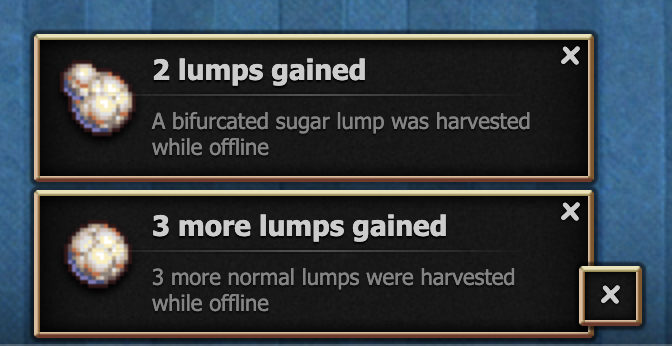 2 lumps gained
A bifurcated sugar lump was harvested
while offline
3 more lumps gained
3 more normal lumps were harvested
while offline